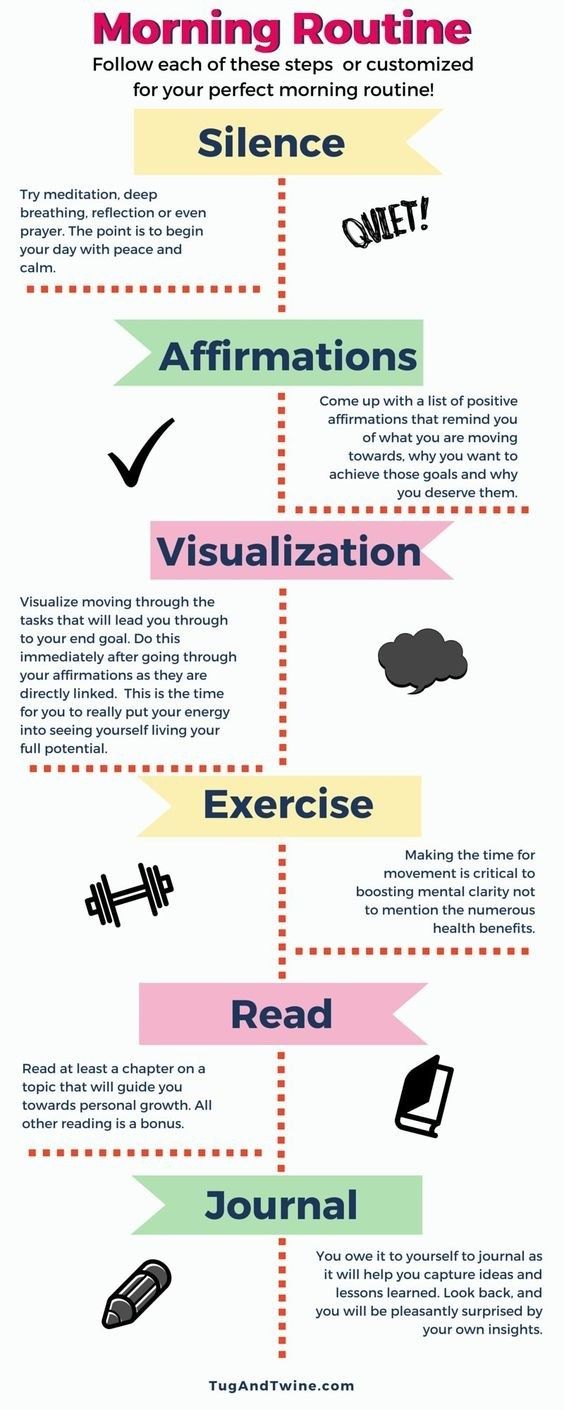 Morning Routine
Follow each of these steps or customized
for your perfect morning routine!
Silence
Try meditation, deep
breathing, reflection or even
prayer. The point is to begin
your day with peace and
calm.
QUIET!
Affirmations
Come up with a list of positive
affirmations that remind you
of what you are moving
towards, why you want to
achieve those goals and why
you deserve them.
Visualization
Visualize moving through the
tasks that will lead you through
to your end goal. Do this
immediately after going through
your affirmations as they are
directly linked. This is the time
for you to really put your energy
into seeing yourself living your
full potential.
Exercise
Making the time for
movement is critical to
boosting mental clarity not
to mention the numerous
health benefits.
Read
Read at least a chapter on a
topic that will guide you
towards personal growth. All
other reading is a bonus.
Journal
You owe it to yourself to journal as
it will help you capture ideas and
lessons learned. Look back, and
you will be pleasantly surprised by
your own insights.
TugAndTwine.com